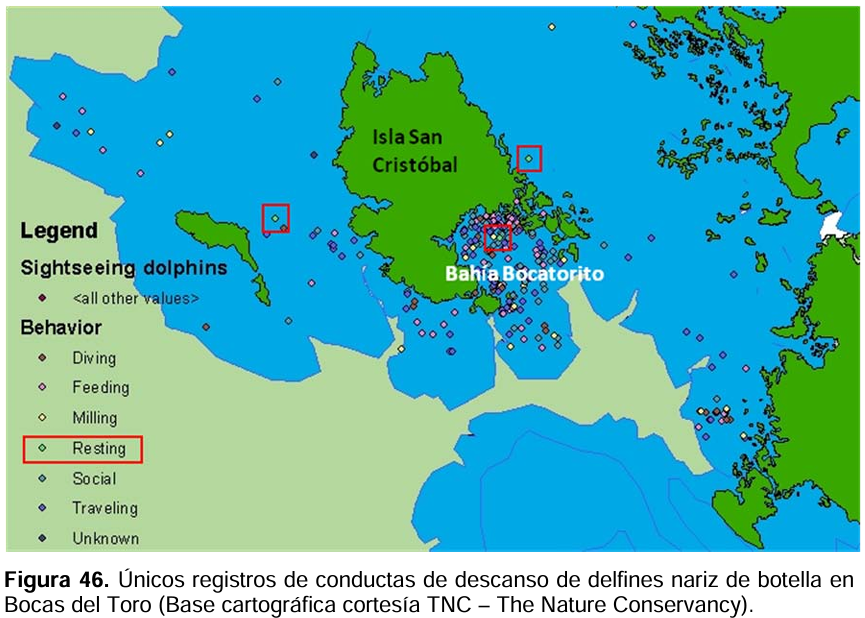 Isla San
Cristóbal
Legend
Sightseeing dolphins
<all other values>
Bahía Bocatorito
Behavior
Diving
Feeding
Milling
Resting
Social
Traveling
Unknown
Figura 46. Únicos registros de conductas de descanso de delfines nariz de botella en
Bocas del Toro (Base cartográfica cortesía TNC – The Nature Conservancy).